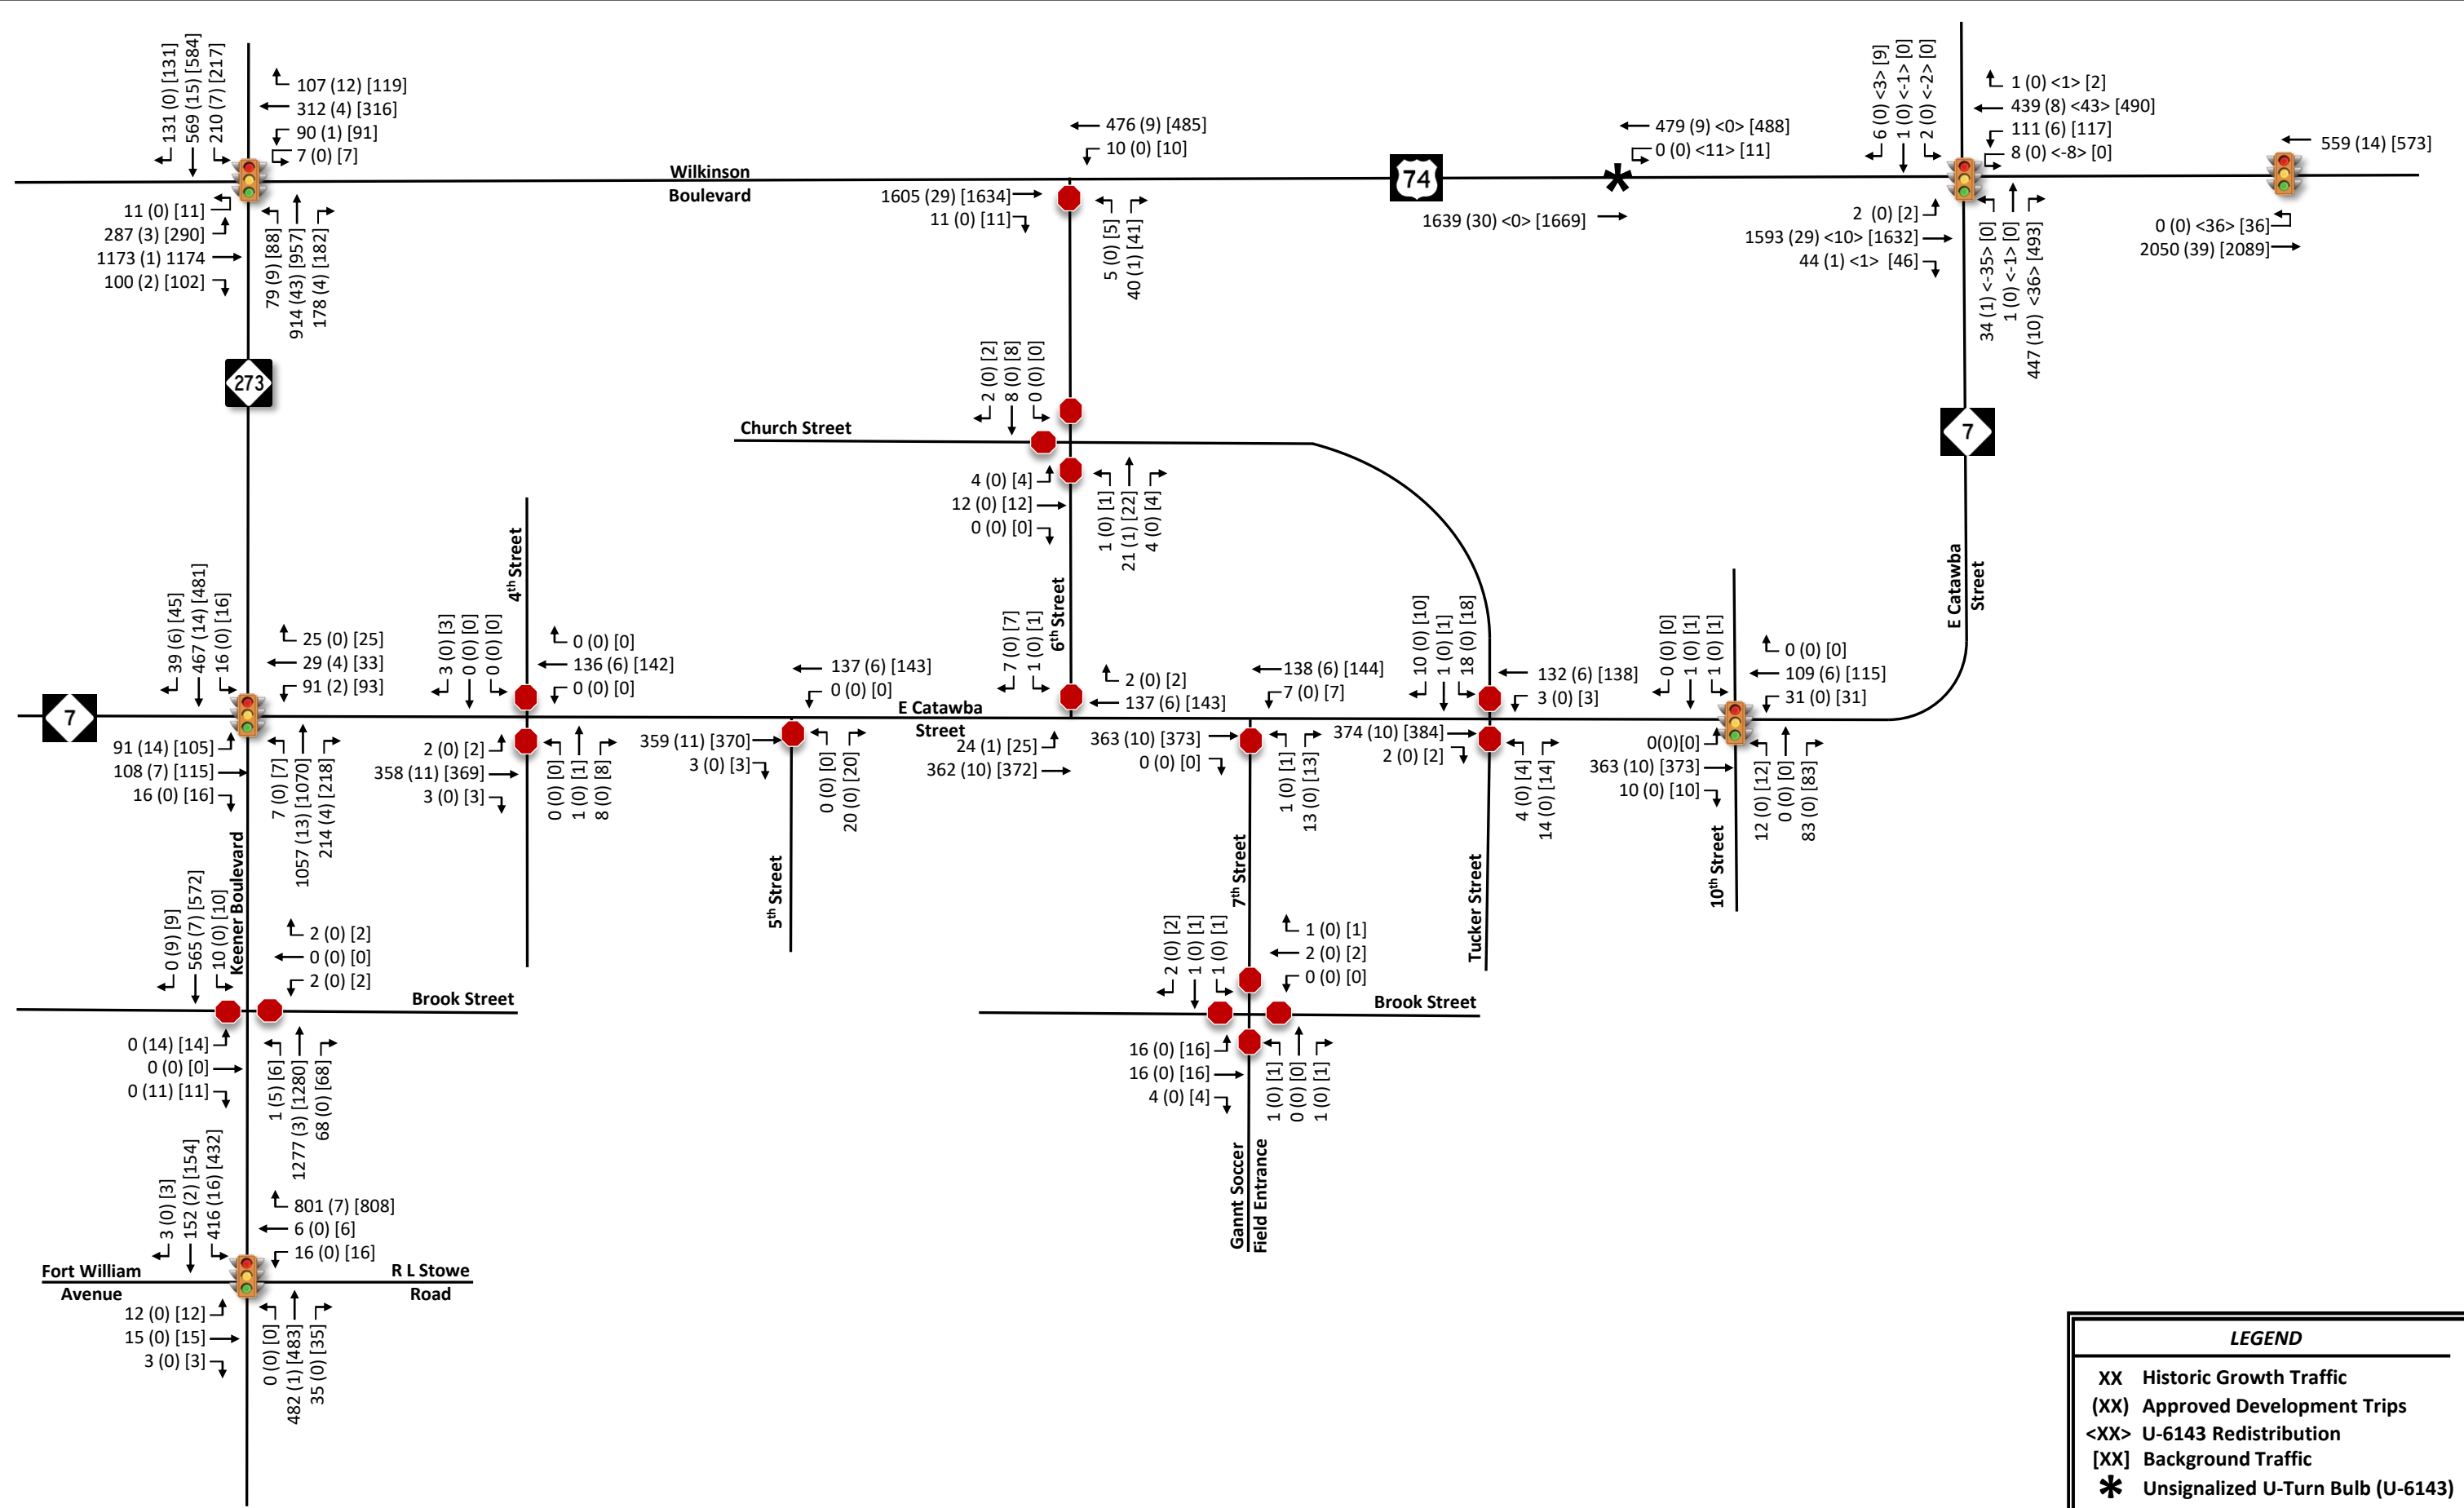 131 (0) [131]
569 (15) [584]
210 (7) [217]
107 (12) [119]
312 (4) [316]
90 (1) [91]
7 (0) [7]
11 (0) [11]
287 (3) [290]
1173 (1) 1174
100 (2) [102]
79 (9) [88]
914 (43) [957]
178 (4) [182]
Wilkinson
Boulevard
476 (9) [485]
10 (0) [10]
1605 (29) [1634]
11 (0) [11]
5 (0) [5]
40 (1) [41]
74
479 (9) <0> [488]
0 (0) <11> [11]
*
1639 (30) <0> [1669]
6 (0) <3> [9]
1 (0) <-1> [0]
2 (0) <-2> [0]
1 (0) <1> [2]
439 (8) <43> [490]
111 (6) [117]
8 (0) <-8> [0]
2 (0) [2]
1593 (29) <10> [1632]
44 (1) <1> [46]
34 (1) <-35> [0]
1 (0) <-1> [0]
447 (10) <36> [493]
559 (14) [573]
0 (0) <36> [36]
2050 (39) [2089]
273
Church Street
2 (0) [2]
8 (0) [8]
0 (0) [0]
4 (0) [4]
12 (0) [12]
0 (0) [0]
1 (0) [1]
21 (1) [22]
4 (0) [4]
7
E Catawba
Street
7
39 (6) [45]
467 (14) [481]
16 (0) [16]
25 (0) [25]
29 (4) [33]
91 (2) [93]
91 (14) [105]
108 (7) [115]
16 (0) [16]
7 (0) [7]
1057 (13) [1070]
214 (4) [218]
Keener Boulevard
4th Street
3 (0) [3]
0 (0) [0]
0 (0) [0]
0 (0) [0]
136 (6) [142]
0 (0) [0]
2 (0) [2]
358 (11) [369]
3 (0) [3]
0 (0) [0]
1 (0) [1]
8 (0) [8]
137 (6) [143]
0 (0) [0]
359 (11) [370]
3 (0) [3]
0 (0) [0]
20 (0) [20]
5th Street
E Catawba
Street
6th Street
7 (0) [7]
1 (0) [1]
2 (0) [2]
137 (6) [143]
24 (1) [25]
362 (10) [372]
138 (6) [144]
7 (0) [7]
363 (10) [373]
0 (0) [0]
1 (0) [1]
13 (0) [13]
7th Street
10 (0) [10]
1 (0) [1]
18 (0) [18]
132 (6) [138]
3 (0) [3]
374 (10) [384]
2 (0) [2]
4 (0) [4]
14 (0) [14]
Tucker Street
0 (0) [0]
1 (0) [1]
1 (0) [1]
0 (0) [0]
109 (6) [115]
31 (0) [31]
0(0)[0]
363 (10) [373]
10 (0) [10]
12 (0) [12]
0 (0) [0]
83 (0) [83]
10th Street
0 (9) [9]
565 (7) [572]
10 (0) [10]
2 (0) [2]
0 (0) [0]
2 (0) [2]
Brook Street
0 (14) [14]
0 (0) [0]
0 (11) [11]
1 (5) [6]
1277 (3) [1280]
68 (0) [68]
2 (0) [2]
1 (0) [1]
1 (0) [1]
1 (0) [1]
2 (0) [2]
0 (0) [0]
Brook Street
16 (0) [16]
16 (0) [16]
4 (0) [4]
1 (0) [1]
0 (0) [0]
1 (0) [1]
Gannt Soccer
Field Entrance
3 (0) [3]
152 (2) [154]
416 (16) [432]
801 (7) [808]
6 (0) [6]
16 (0) [16]
Fort William
Avenue
R L Stowe
Road
12 (0) [12]
15 (0) [15]
3 (0) [3]
0 (0) [0]
482 (1) [483]
35 (0) [35]
LEGEND
XX Historic Growth Traffic
(XX) Approved Development Trips
<XX> U-6143 Redistribution
[XX] Background Traffic
* Unsignalized U-Turn Bulb (U-6143)